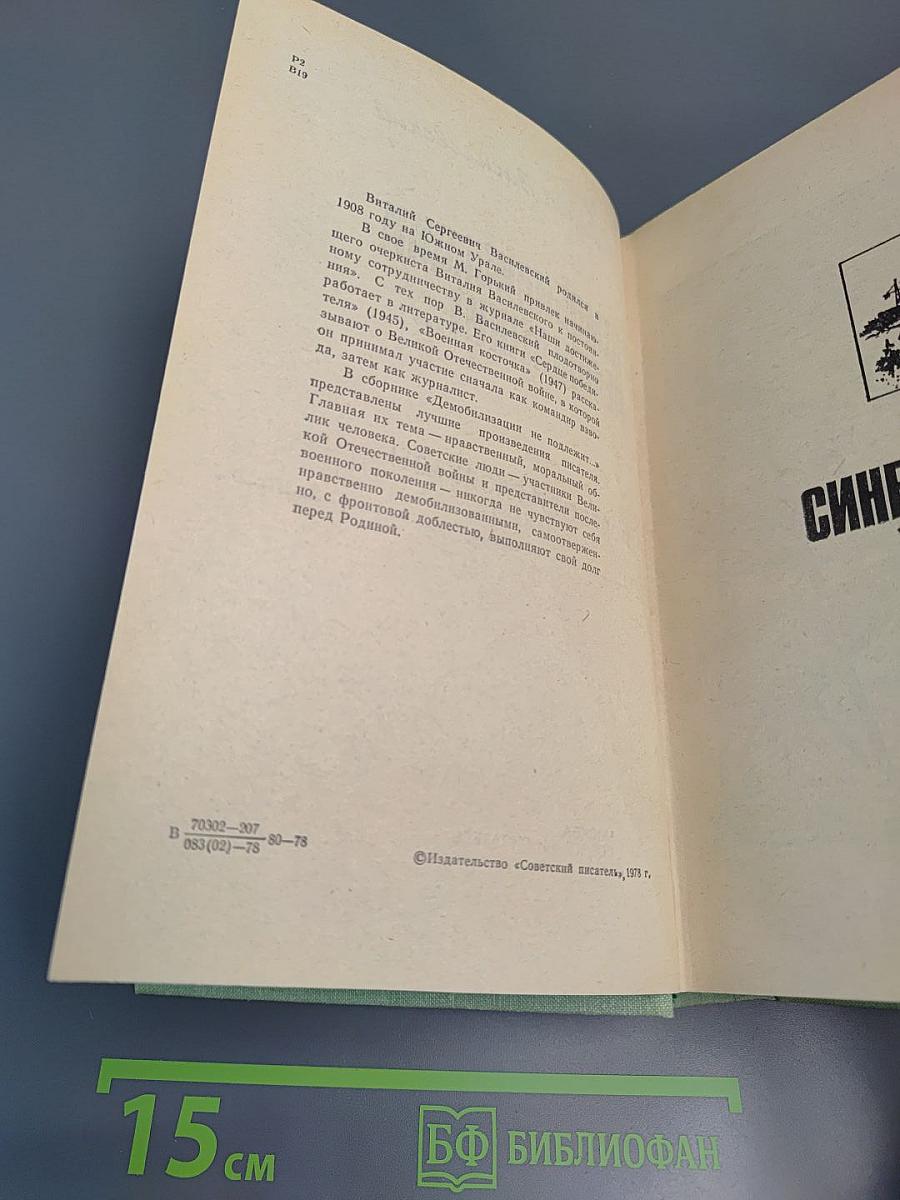 Р2
В19
Виталий Сергеевич Василевский родился в
1908 году на Южном Урале.
В свое время М. Горький привлек начинаю-
щего очеркиста Виталия Василевского к постоян-
ному сотрудничеству в журнале «Наши достиже-
ния». С тех пор В. Василевский плодотворно
работает в литературе. Его книги «Сердце победи-
теля» (1945), «Военная косточка» (1947) расска-
зывают о Великой Отечественной войне, в которой
он принимал участие сначала как командир взво-
да, затем как журналист.
В сборнике «Демобилизации не подлежит...»
представлены лучшие произведения писателя.
Главная их тема — нравственный, моральный об-
лик человека. Советские люди — участники Вели-
кой Отечественной войны и представители после-
военного поколения — никогда не чувствуют себя
нравственно демобилизованными, самоотвержен-
но, с фронтовой доблестью, выполняют свой долг
перед Родиной.
В 70302—207
083(02)—78 80—78
©Издательство «Советский писатель», 1978 г.
СИНЕ
15 см
БФ БИБЛИОФАН